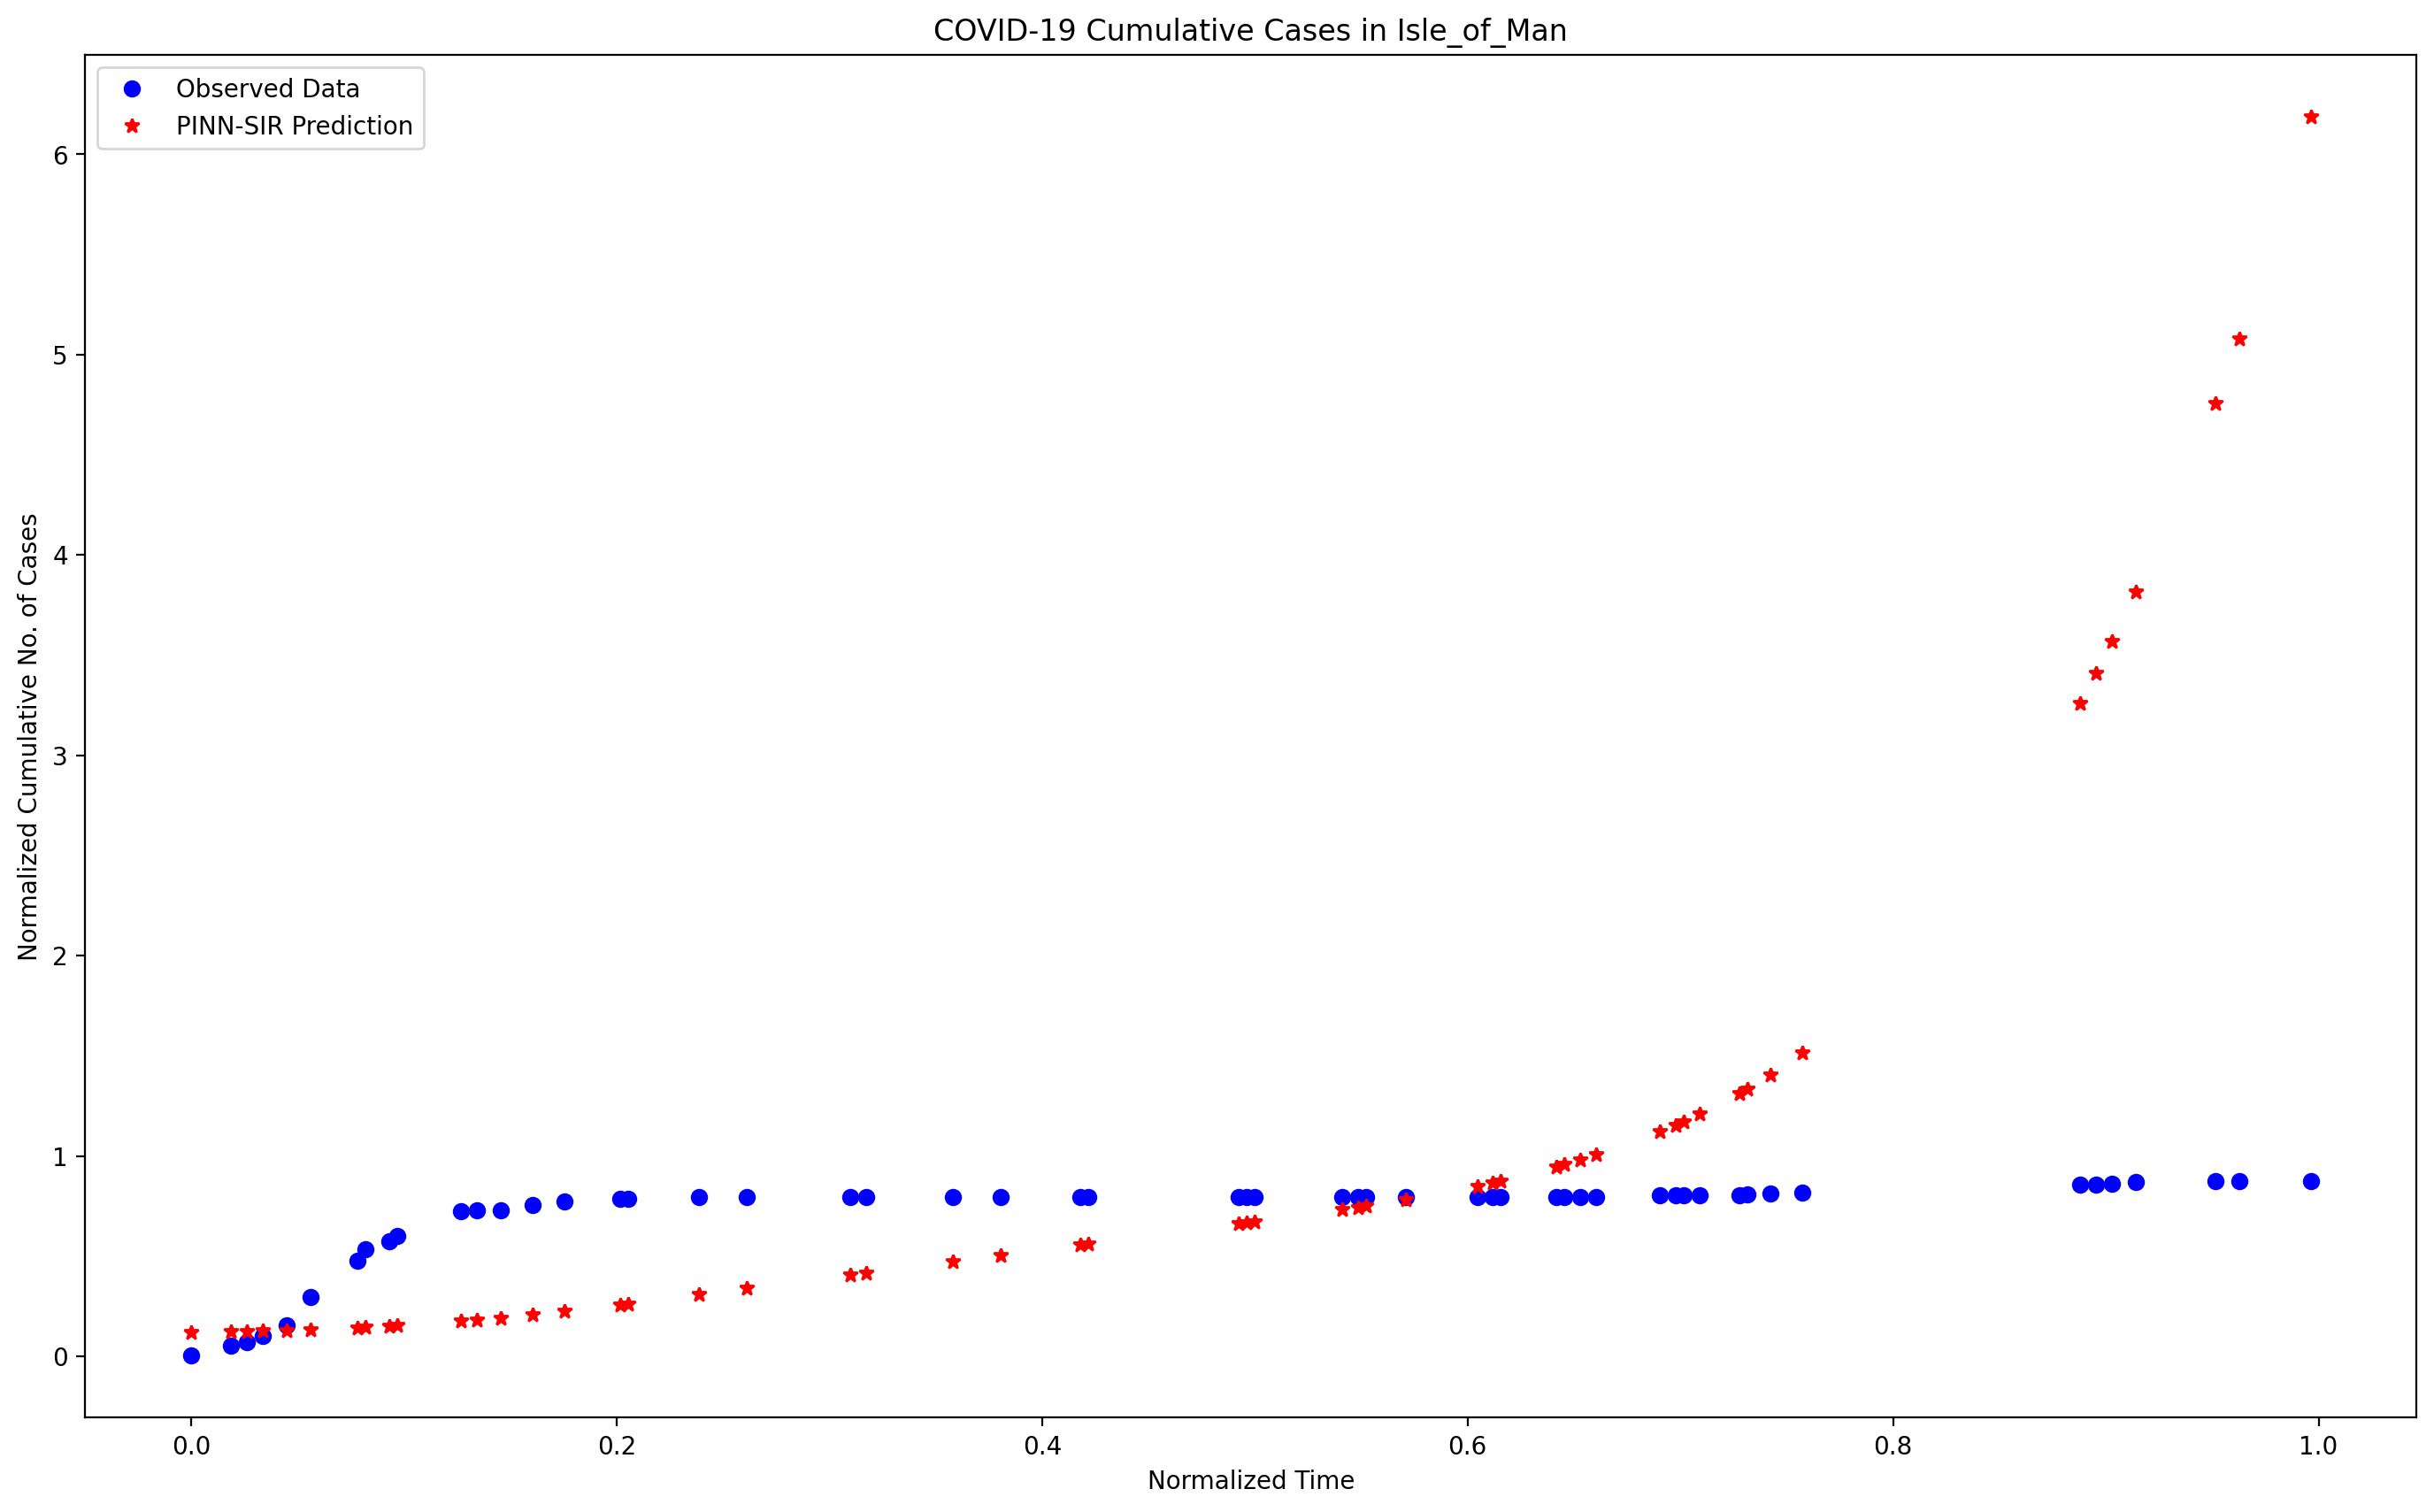 COVID-19 Cumulative Cases in Isle_of_Man
Observed Data
PINN-SIR Prediction
Normalized Cumulative No. of Cases
6
5
4
3
2
1
0
0.0 0.2 0.4 0.6 0.8 1.0
Normalized Time